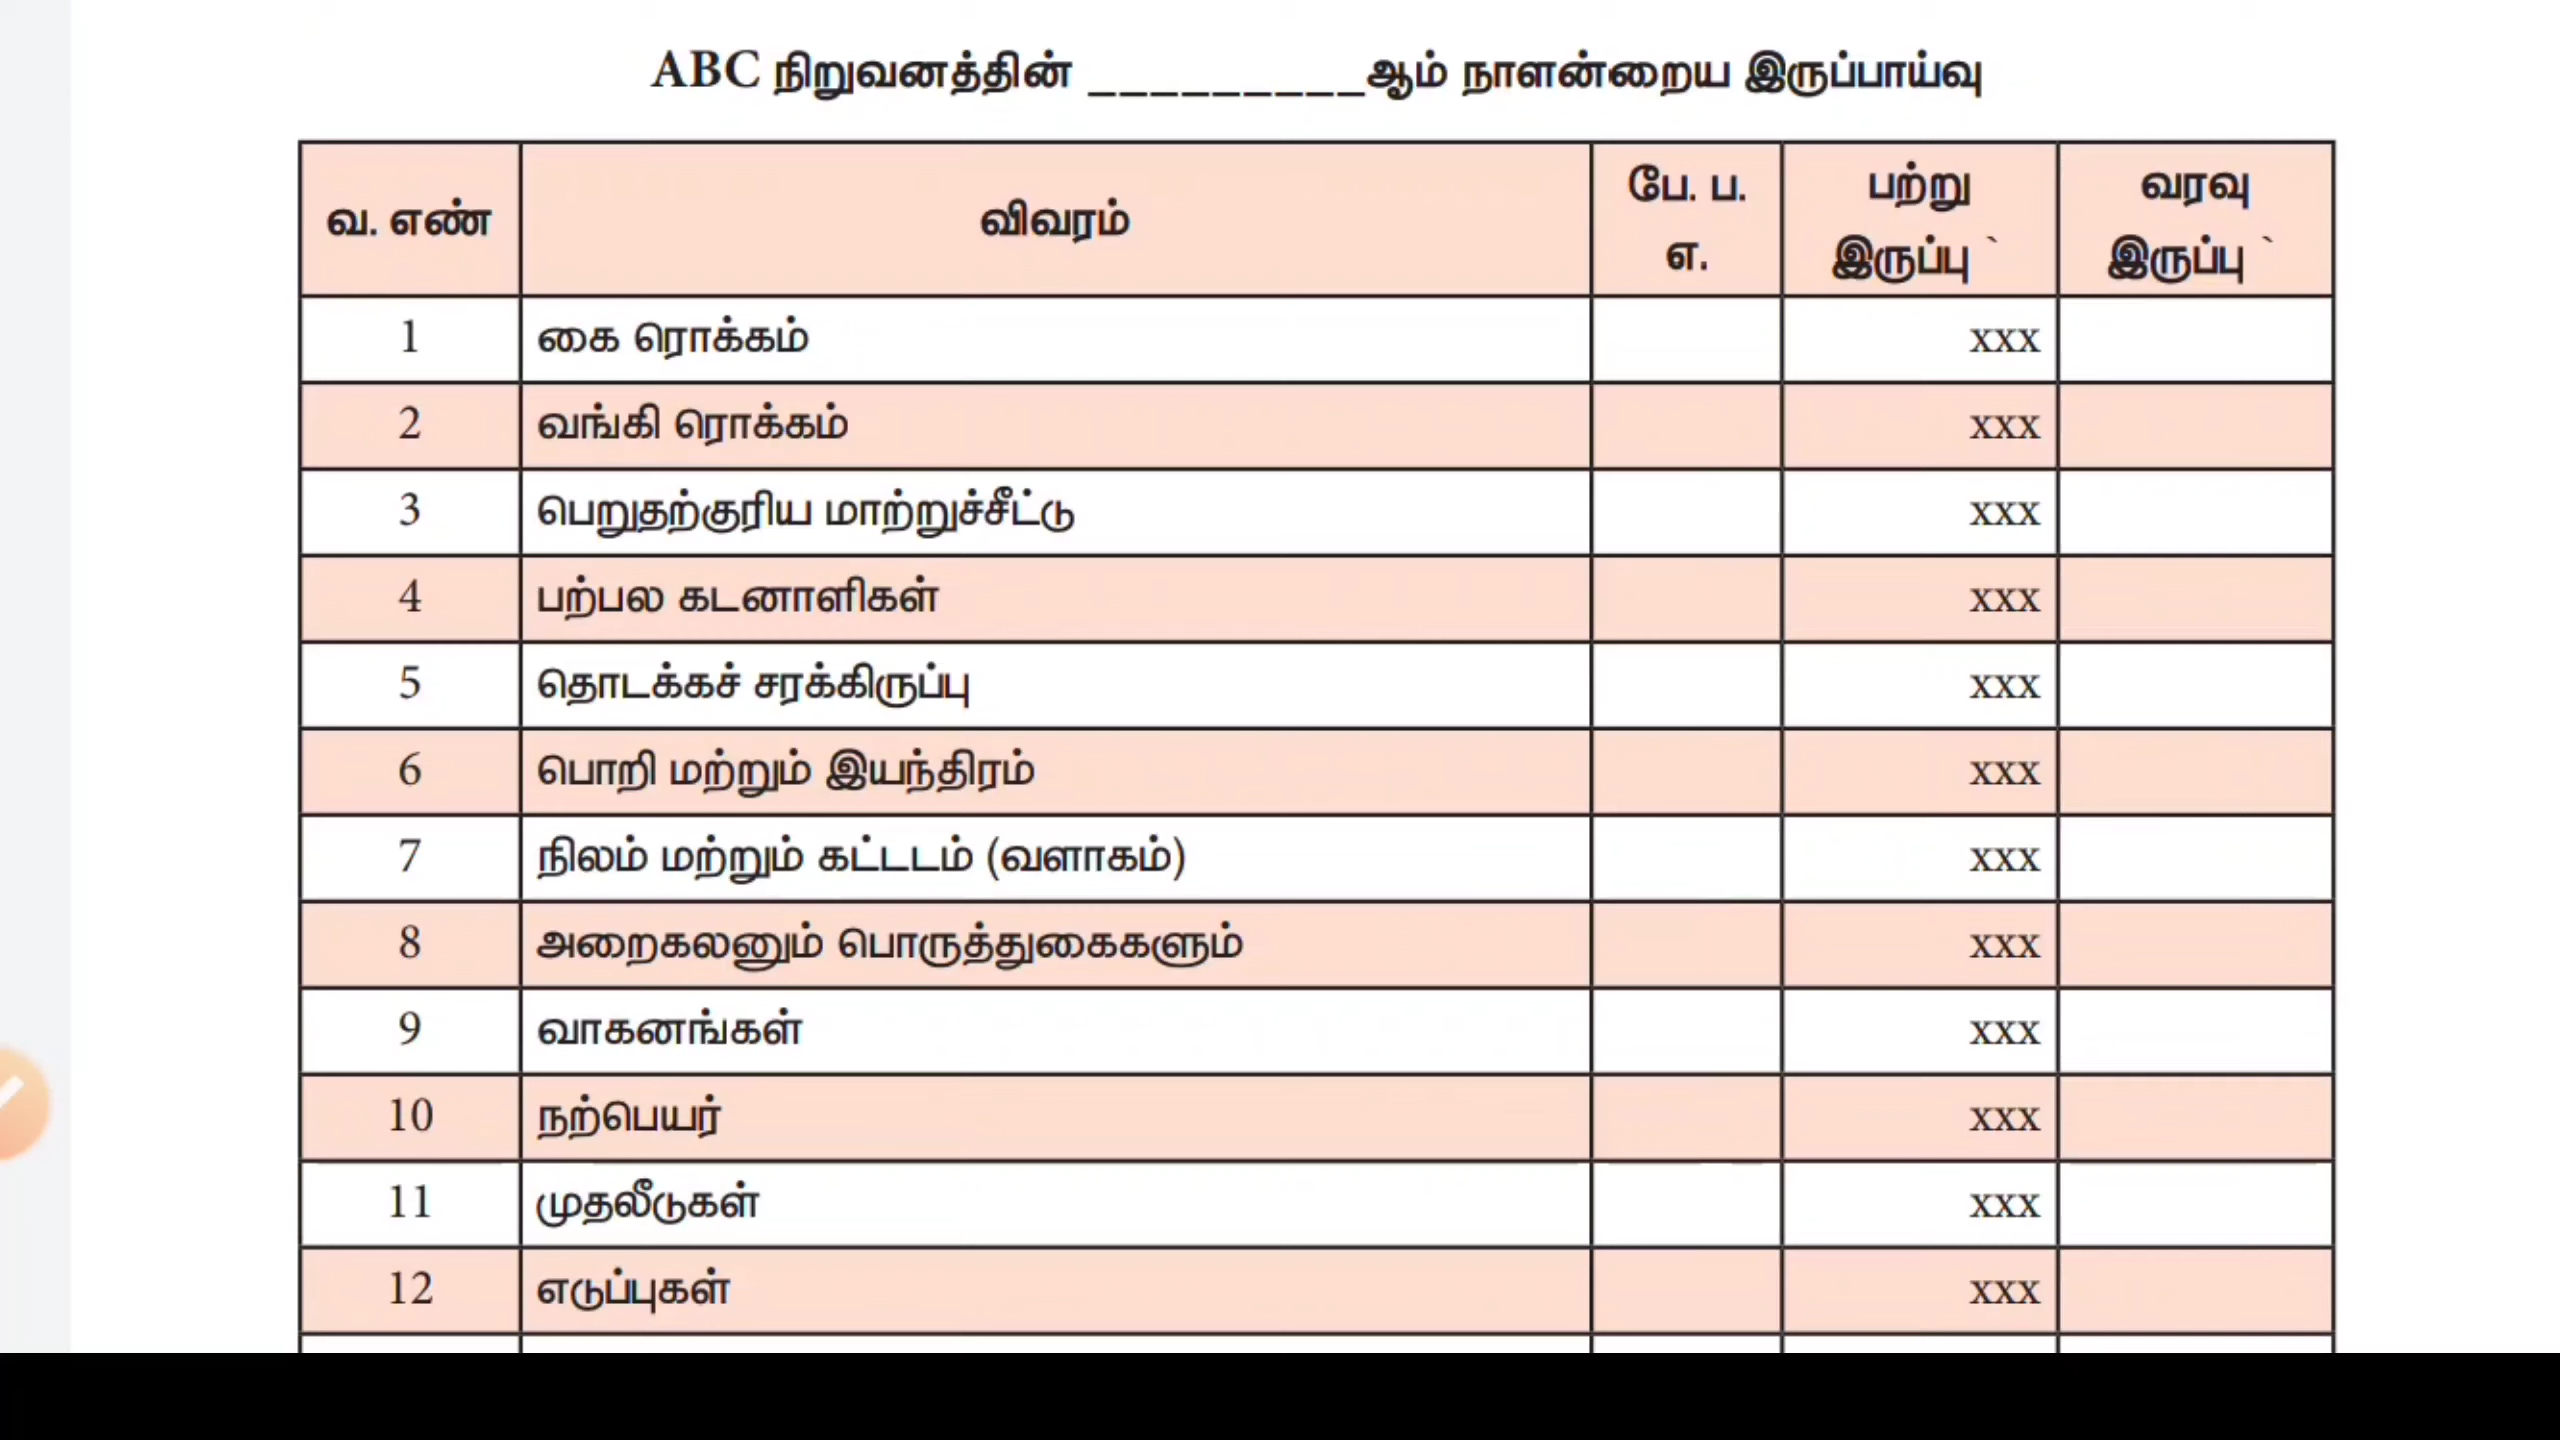 ABC நிறுவனத்தின் _________ஆம் நாளன்றைய இருப்பாய்வு
வ. எண் விவரம் பே. ப. எ. பற்று இருப்பு ` வரவு இருப்பு `
1 கை ரொக்கம் xxx
2 வங்கி ரொக்கம் xxx
3 பெறுதற்குரிய மாற்றுச்சீட்டு xxx
4 பற்பல கடனாளிகள் xxx
5 தொடக்கச் சரக்கிருப்பு xxx
6 பொறி மற்றும் இயந்திரம் xxx
7 நிலம் மற்றும் கட்டடம் (வளாகம்) xxx
8 அறைகலனும் பொருத்துகைகளும் xxx
9 வாகனங்கள் xxx
10 நற்பெயர் xxx
11 முதலீடுகள் xxx
12 எடுப்புகள் xxx